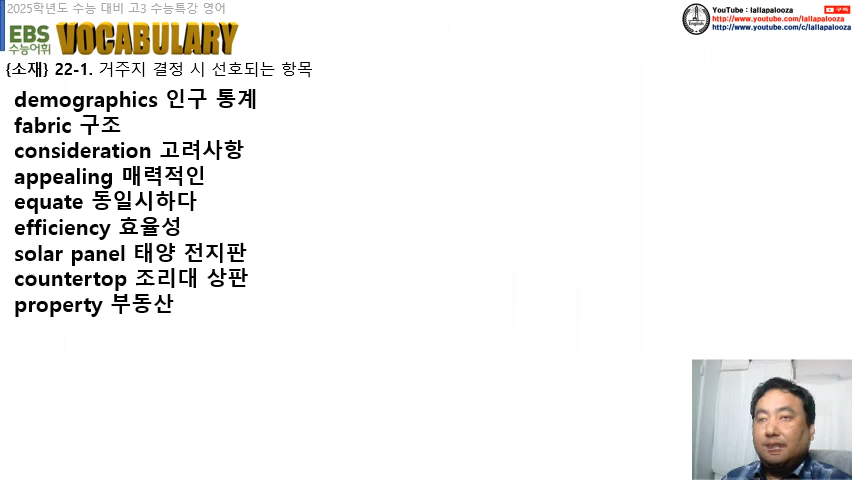 2025학년도 수능 대비 고3 수능특강 영어
EBS
수능어휘
VOCABULARY
YouTube : lallapalooza
구독
http://www.youtube.com/lallapalooza
http://www.youtube.com/c/lallapalooza
English
{소재} 22-1. 거주지 결정 시 선호되는 항목
demographics 인구 통계
fabric 구조
consideration 고려사항
appealing 매력적인
equate 동일시하다
efficiency 효율성
solar panel 태양 전지판
countertop 조리대 상판
property 부동산